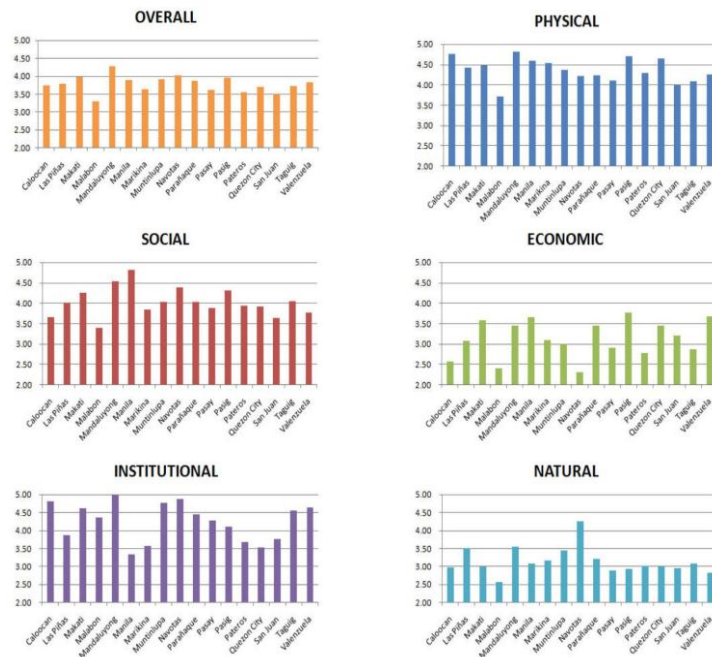 OVERALL
5.00
4.50
4.00
3.50
3.00
2.50
2.00
Caloocan
Las Piñas
Makati
Malabon
Mandaluyong
Manila
Marikina
Muntinlupa
Navotas
Parañaque
Pasay
Pasig
Pateros
Quezon City
San Juan
Taguig
Valenzuela
PHYSICAL
5.00
4.50
4.00
3.50
3.00
2.50
2.00
Caloocan
Las Piñas
Makati
Malabon
Mandaluyong
Manila
Marikina
Muntinlupa
Navotas
Parañaque
Pasay
Pasig
Pateros
Quezon City
San Juan
Taguig
Valenzuela
SOCIAL
5.00
4.50
4.00
3.50
3.00
2.50
2.00
Caloocan
Las Piñas
Makati
Malabon
Mandaluyong
Manila
Marikina
Muntinlupa
Navotas
Parañaque
Pasay
Pasig
Pateros
Quezon City
San Juan
Taguig
Valenzuela
ECONOMIC
5.00
4.50
4.00
3.50
3.00
2.50
2.00
Caloocan
Las Piñas
Makati
Malabon
Mandaluyong
Manila
Marikina
Muntinlupa
Navotas
Parañaque
Pasay
Pasig
Pateros
Quezon City
San Juan
Taguig
Valenzuela
INSTITUTIONAL
5.00
4.50
4.00
3.50
3.00
2.50
2.00
Caloocan
Las Piñas
Makati
Malabon
Mandaluyong
Manila
Marikina
Muntinlupa
Navotas
Parañaque
Pasay
Pasig
Pateros
Quezon City
San Juan
Taguig
Valenzuela
NATURAL
5.00
4.50
4.00
3.50
3.00
2.50
2.00
Caloocan
Las Piñas
Makati
Malabon
Mandaluyong
Manila
Marikina
Muntinlupa
Navotas
Parañaque
Pasay
Pasig
Pateros
Quezon City
San Juan
Taguig
Valenzuela